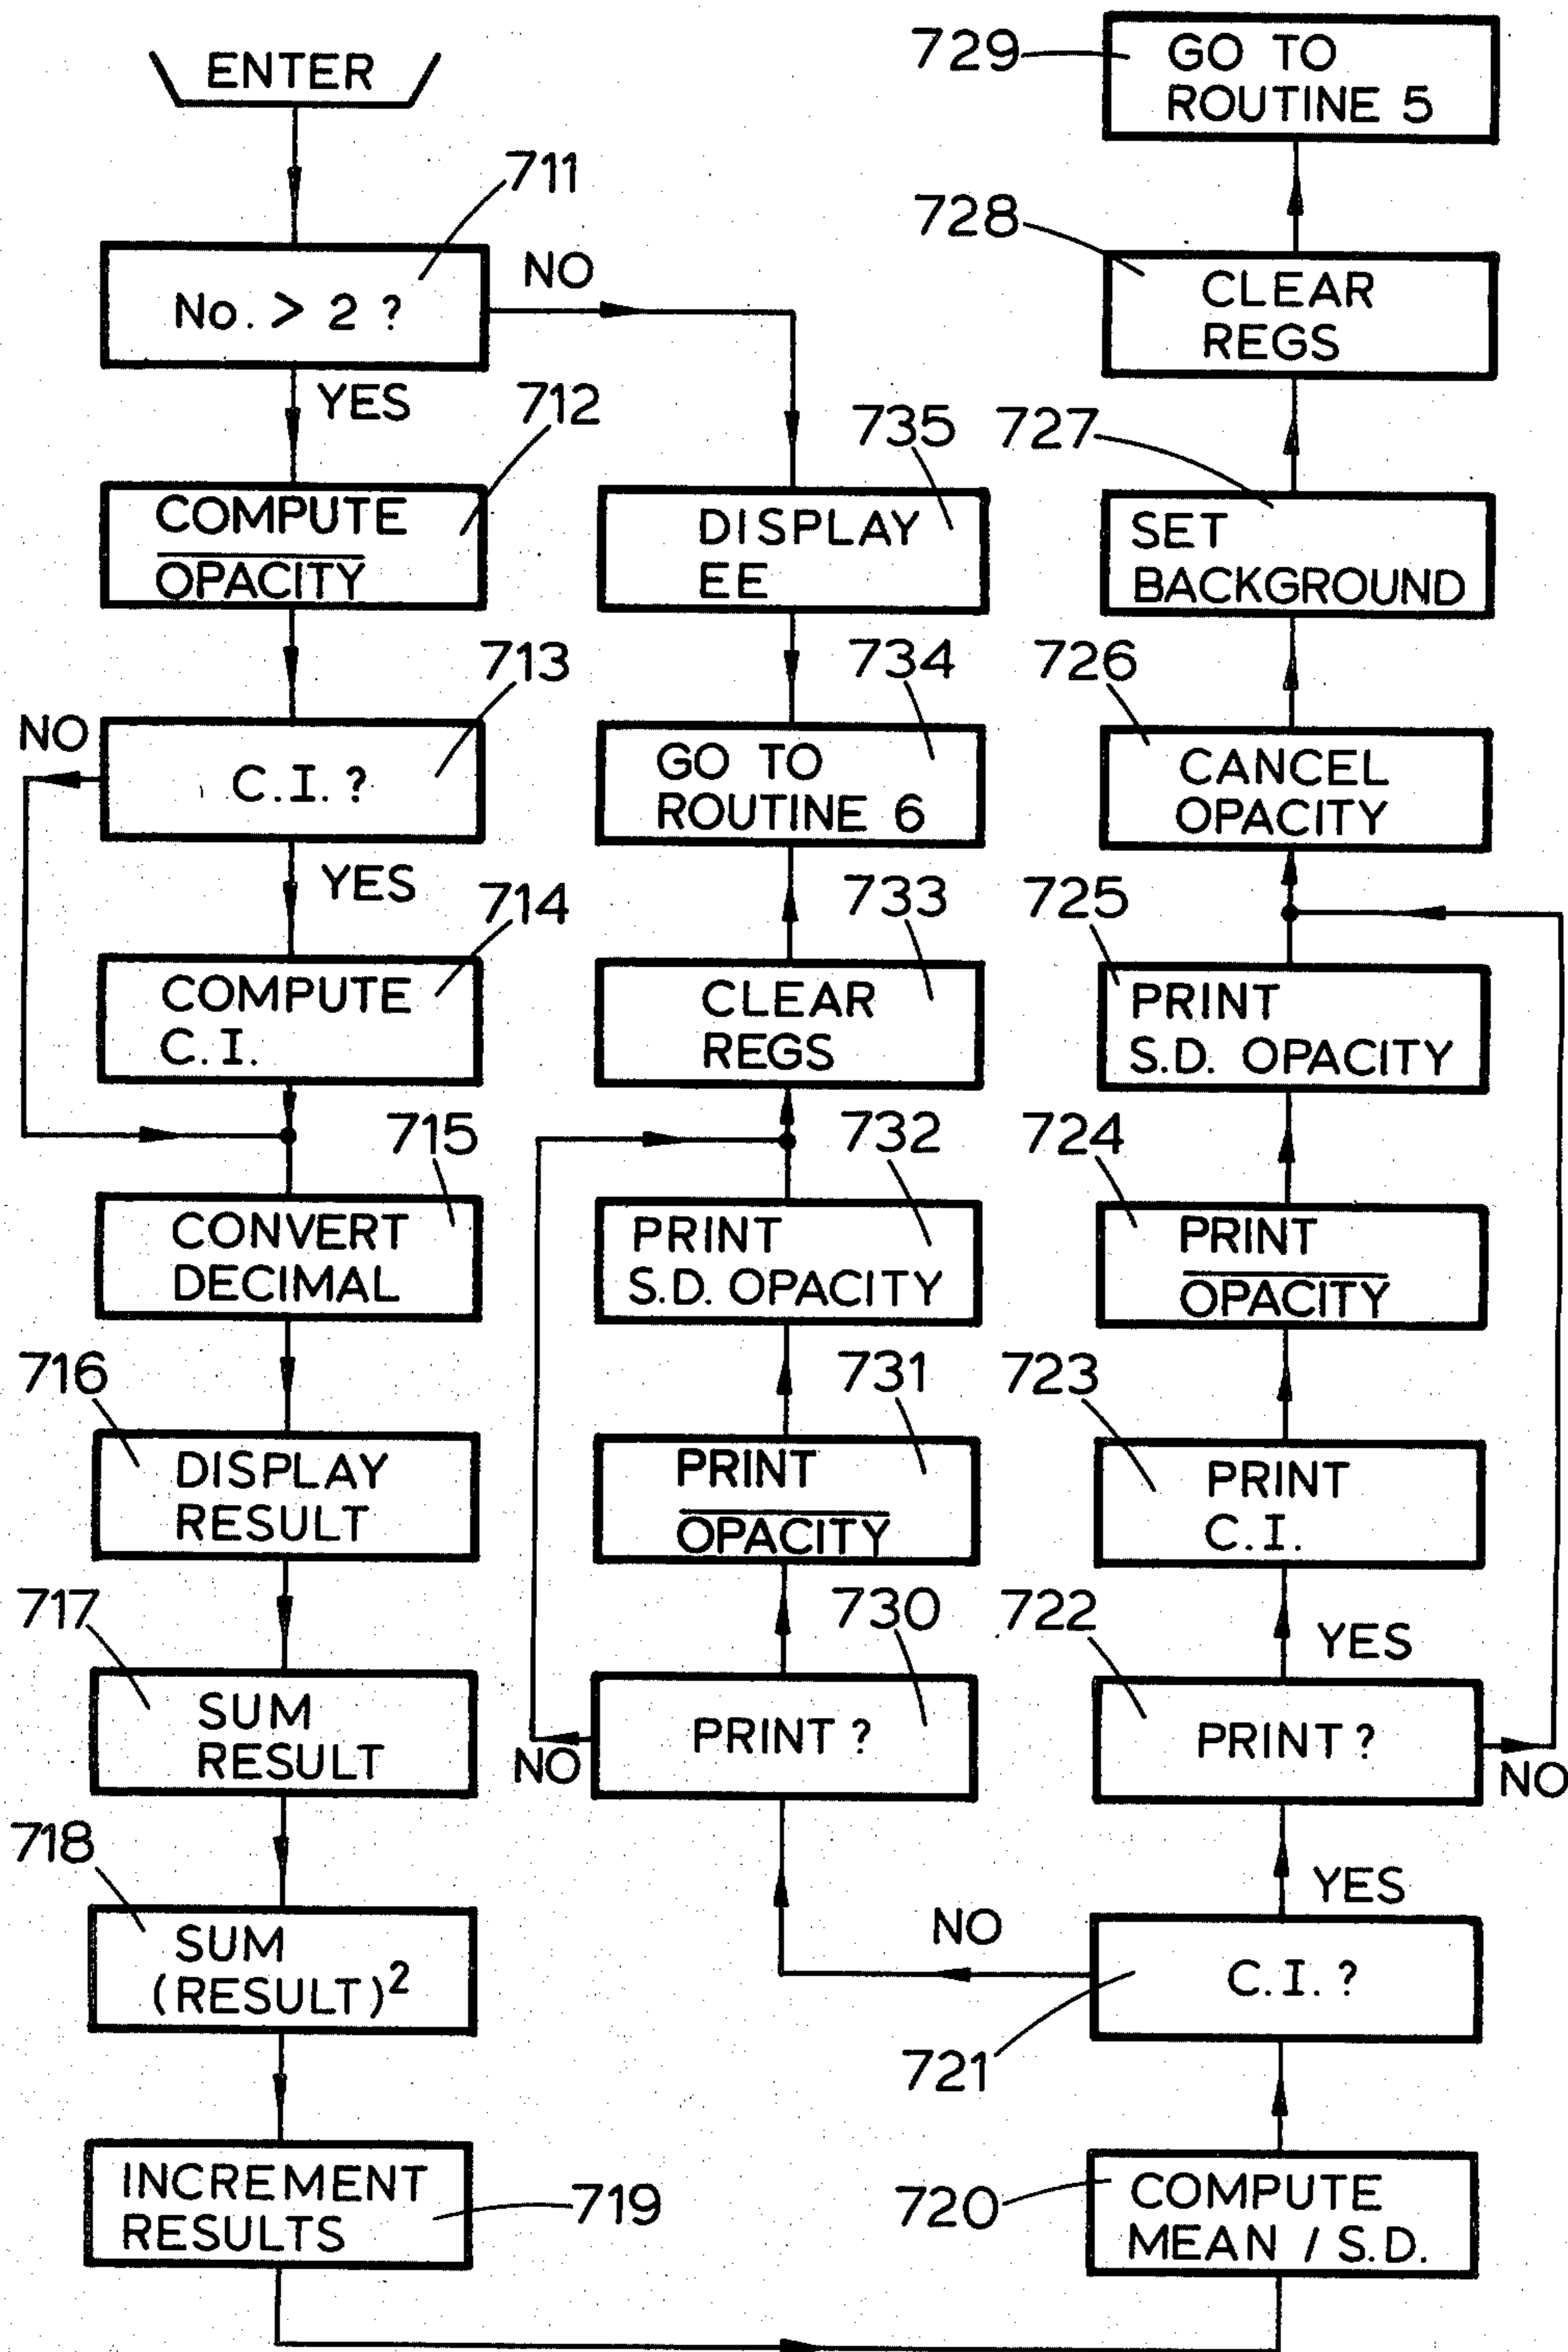 ENTER
711
No. > 2 ?
NO
YES
712
COMPUTE
OPACITY
713
NO
C.I. ?
YES
714
COMPUTE
C.I.
715
CONVERT
DECIMAL
716
DISPLAY
RESULT
717
SUM
RESULT
718
SUM
(RESULT)²
INCREMENT
RESULTS
719
735
DISPLAY
EE
734
GO TO
ROUTINE 6
733
CLEAR
REGS
732
PRINT
S.D. OPACITY
731
PRINT
OPACITY
730
PRINT ?
NO
729
GO TO
ROUTINE 5
728
CLEAR
REGS
727
SET
BACKGROUND
726
CANCEL
OPACITY
725
PRINT
S.D. OPACITY
724
PRINT
OPACITY
723
PRINT
C.I.
722
YES
PRINT ?
NO
YES
NO
C.I. ?
721
720
COMPUTE
MEAN / S.D.